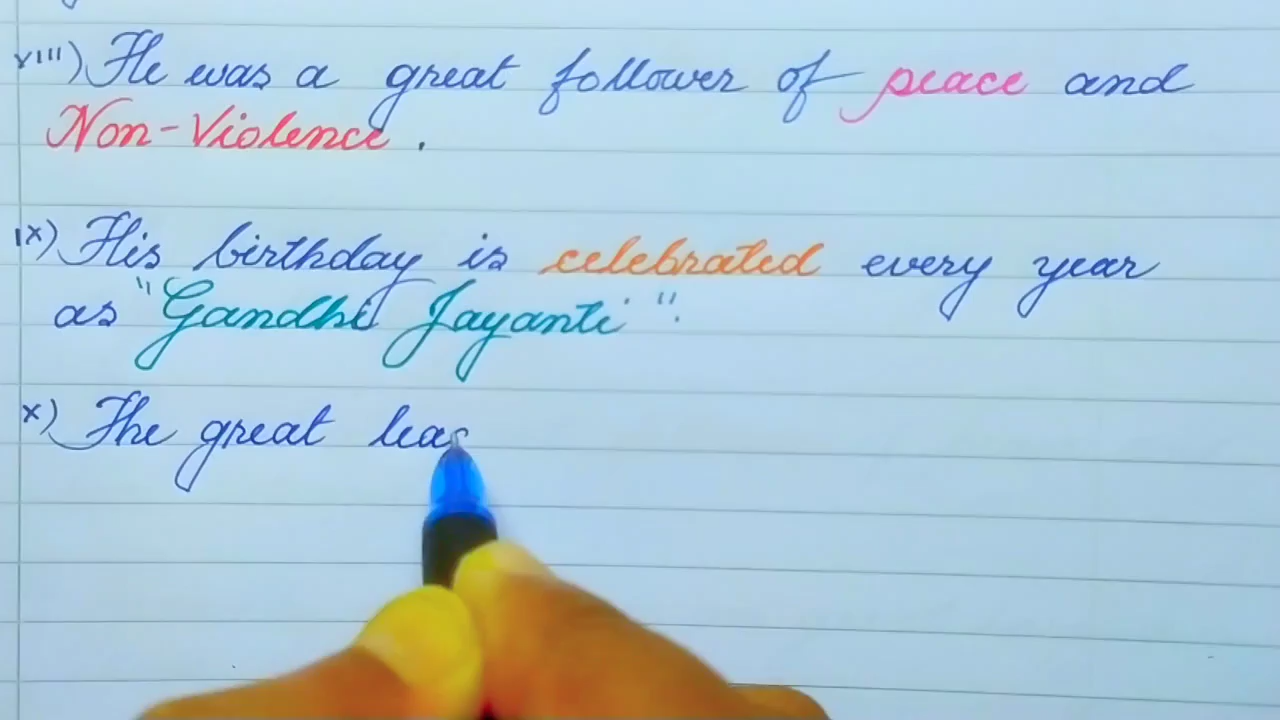 viii) He was a great follower of peace and
Non-Violence.
ix) His birthday is celebrated every year
as "Gandhi Jayanti".
x) The great